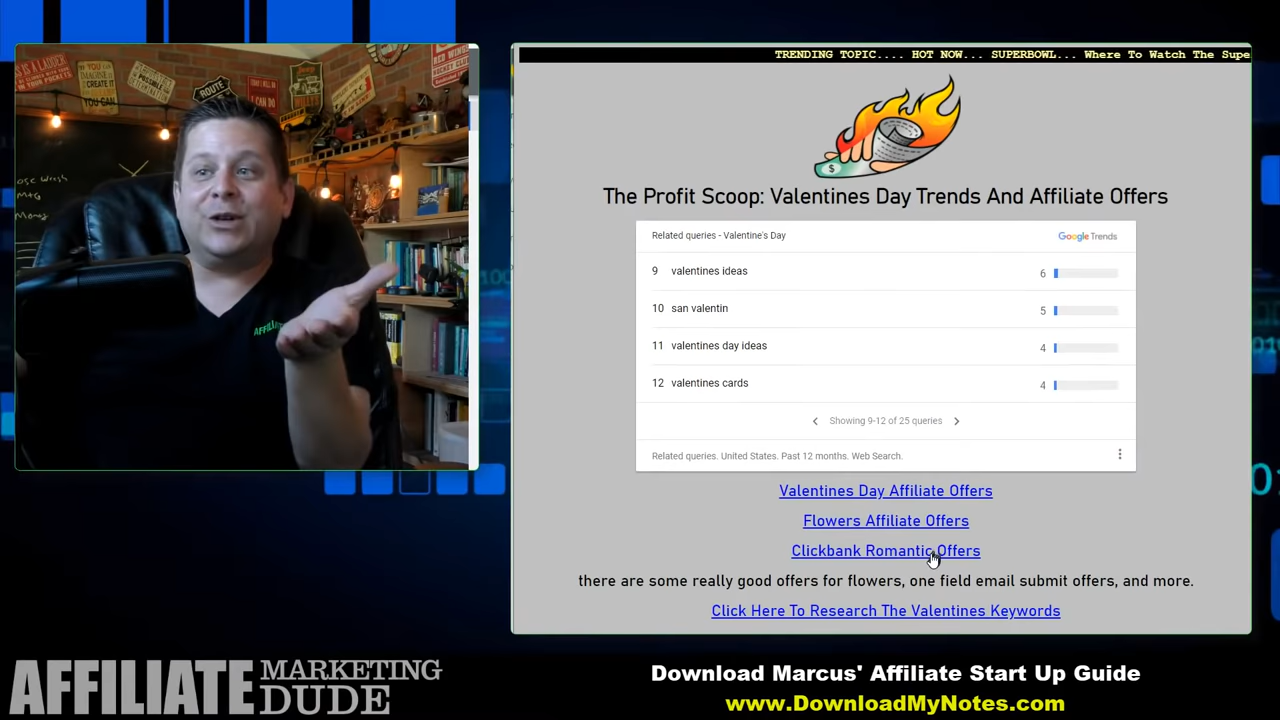 TRENDING TOPIC.... HOT NOW... SUPERBOWL... Where To Watch The Supe
ROUTE
The Profit Scoop: Valentines Day Trends And Affiliate Offers
Related queries - Valentine's Day
Google Trends
9 valentines ideas 6
10 san valentin 5
11 valentines day ideas 4
12 valentines cards 4
Showing 9-12 of 25 queries
Related queries. United States. Past 12 months. Web Search.
AFFILIATE
Valentines Day Affiliate Offers
Flowers Affiliate Offers
Clickbank Romantic Offers
there are some really good offers for flowers, one field email submit offers, and more.
Click Here To Research The Valentines Keywords
AFFILIATE MARKETING DUDE
Download Marcus' Affiliate Start Up Guide
www.DownloadMyNotes.com